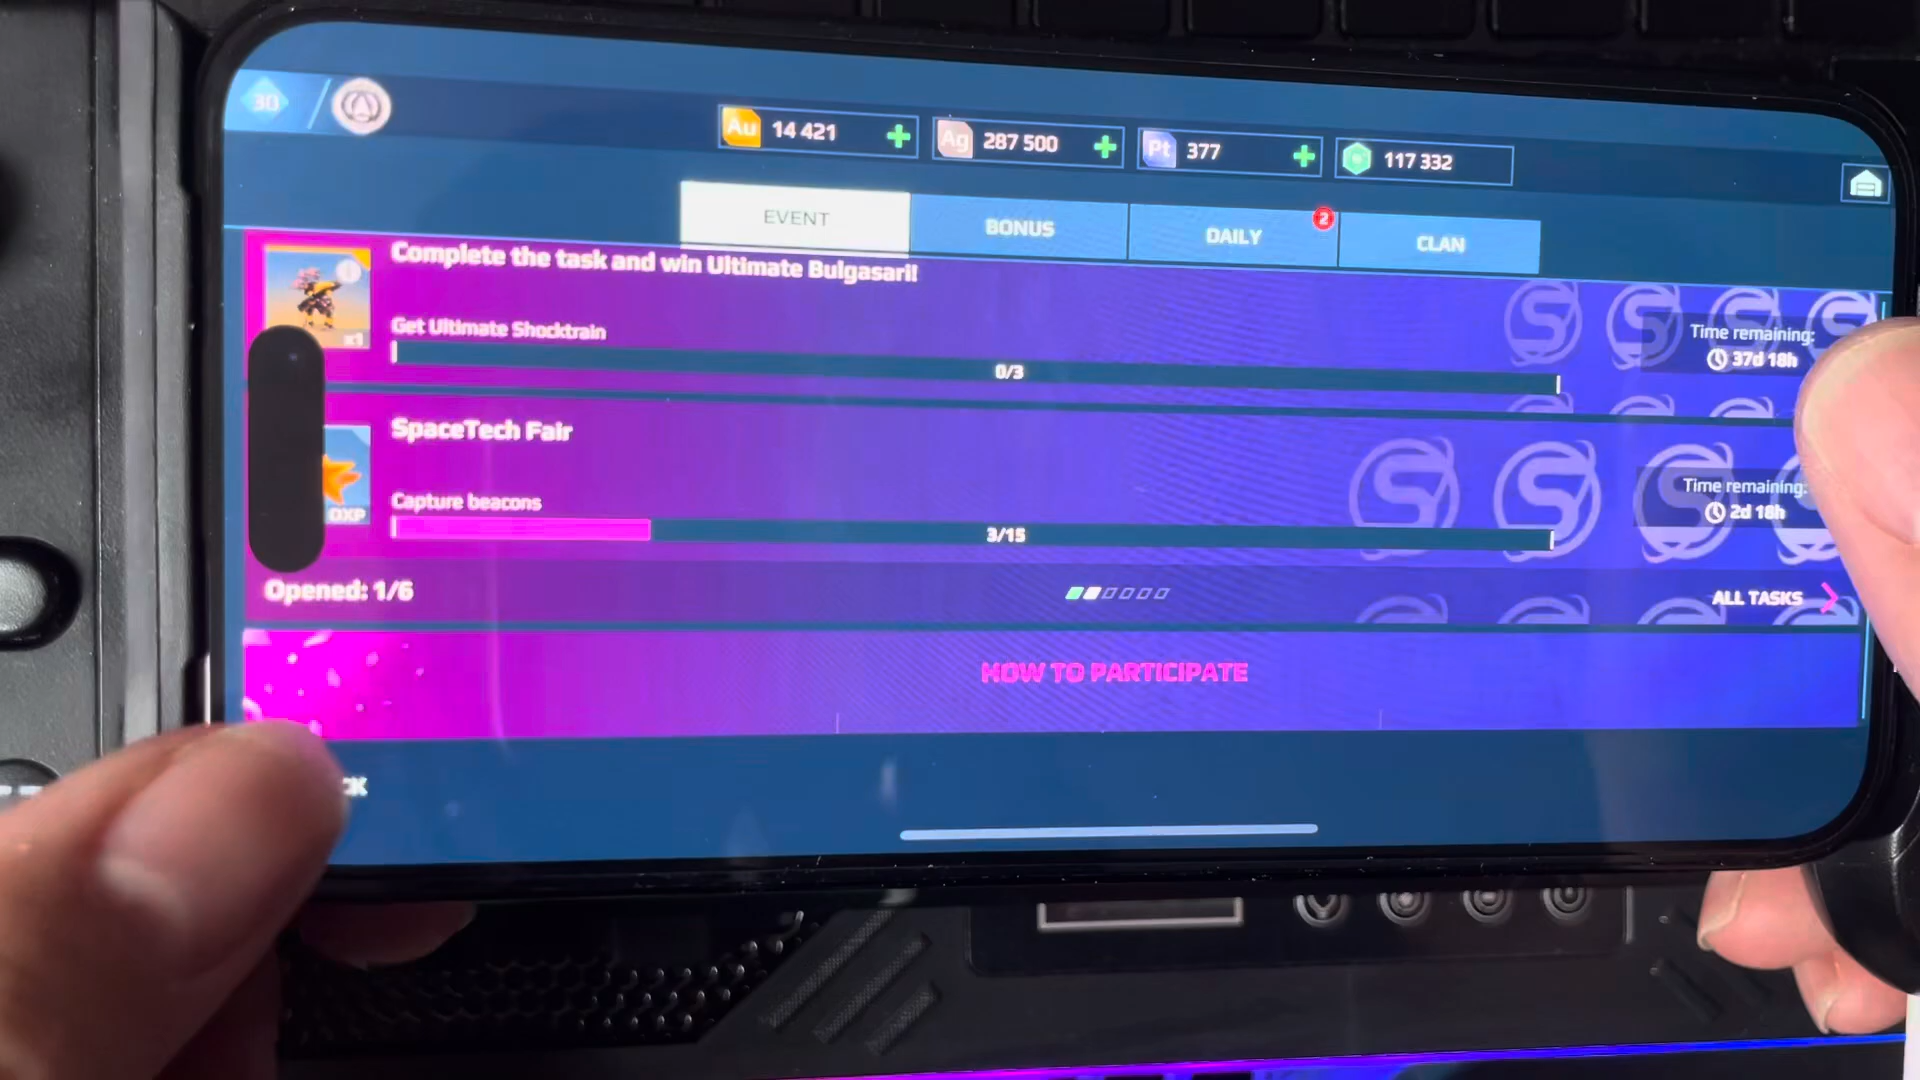 30
Au 14 421
Ag 287 500
Pt 377
117 332
EVENT
BONUS
DAILY
2
CLAN
Complete the task and win Ultimate Bulgasari!
x1
Get Ultimate Shocktrain
0/3
Time remaining:
37d 18h
SpaceTech Fair
Capture beacons
3/15
Time remaining:
2d 18h
Opened: 1/6
ALL TASKS
HOW TO PARTICIPATE